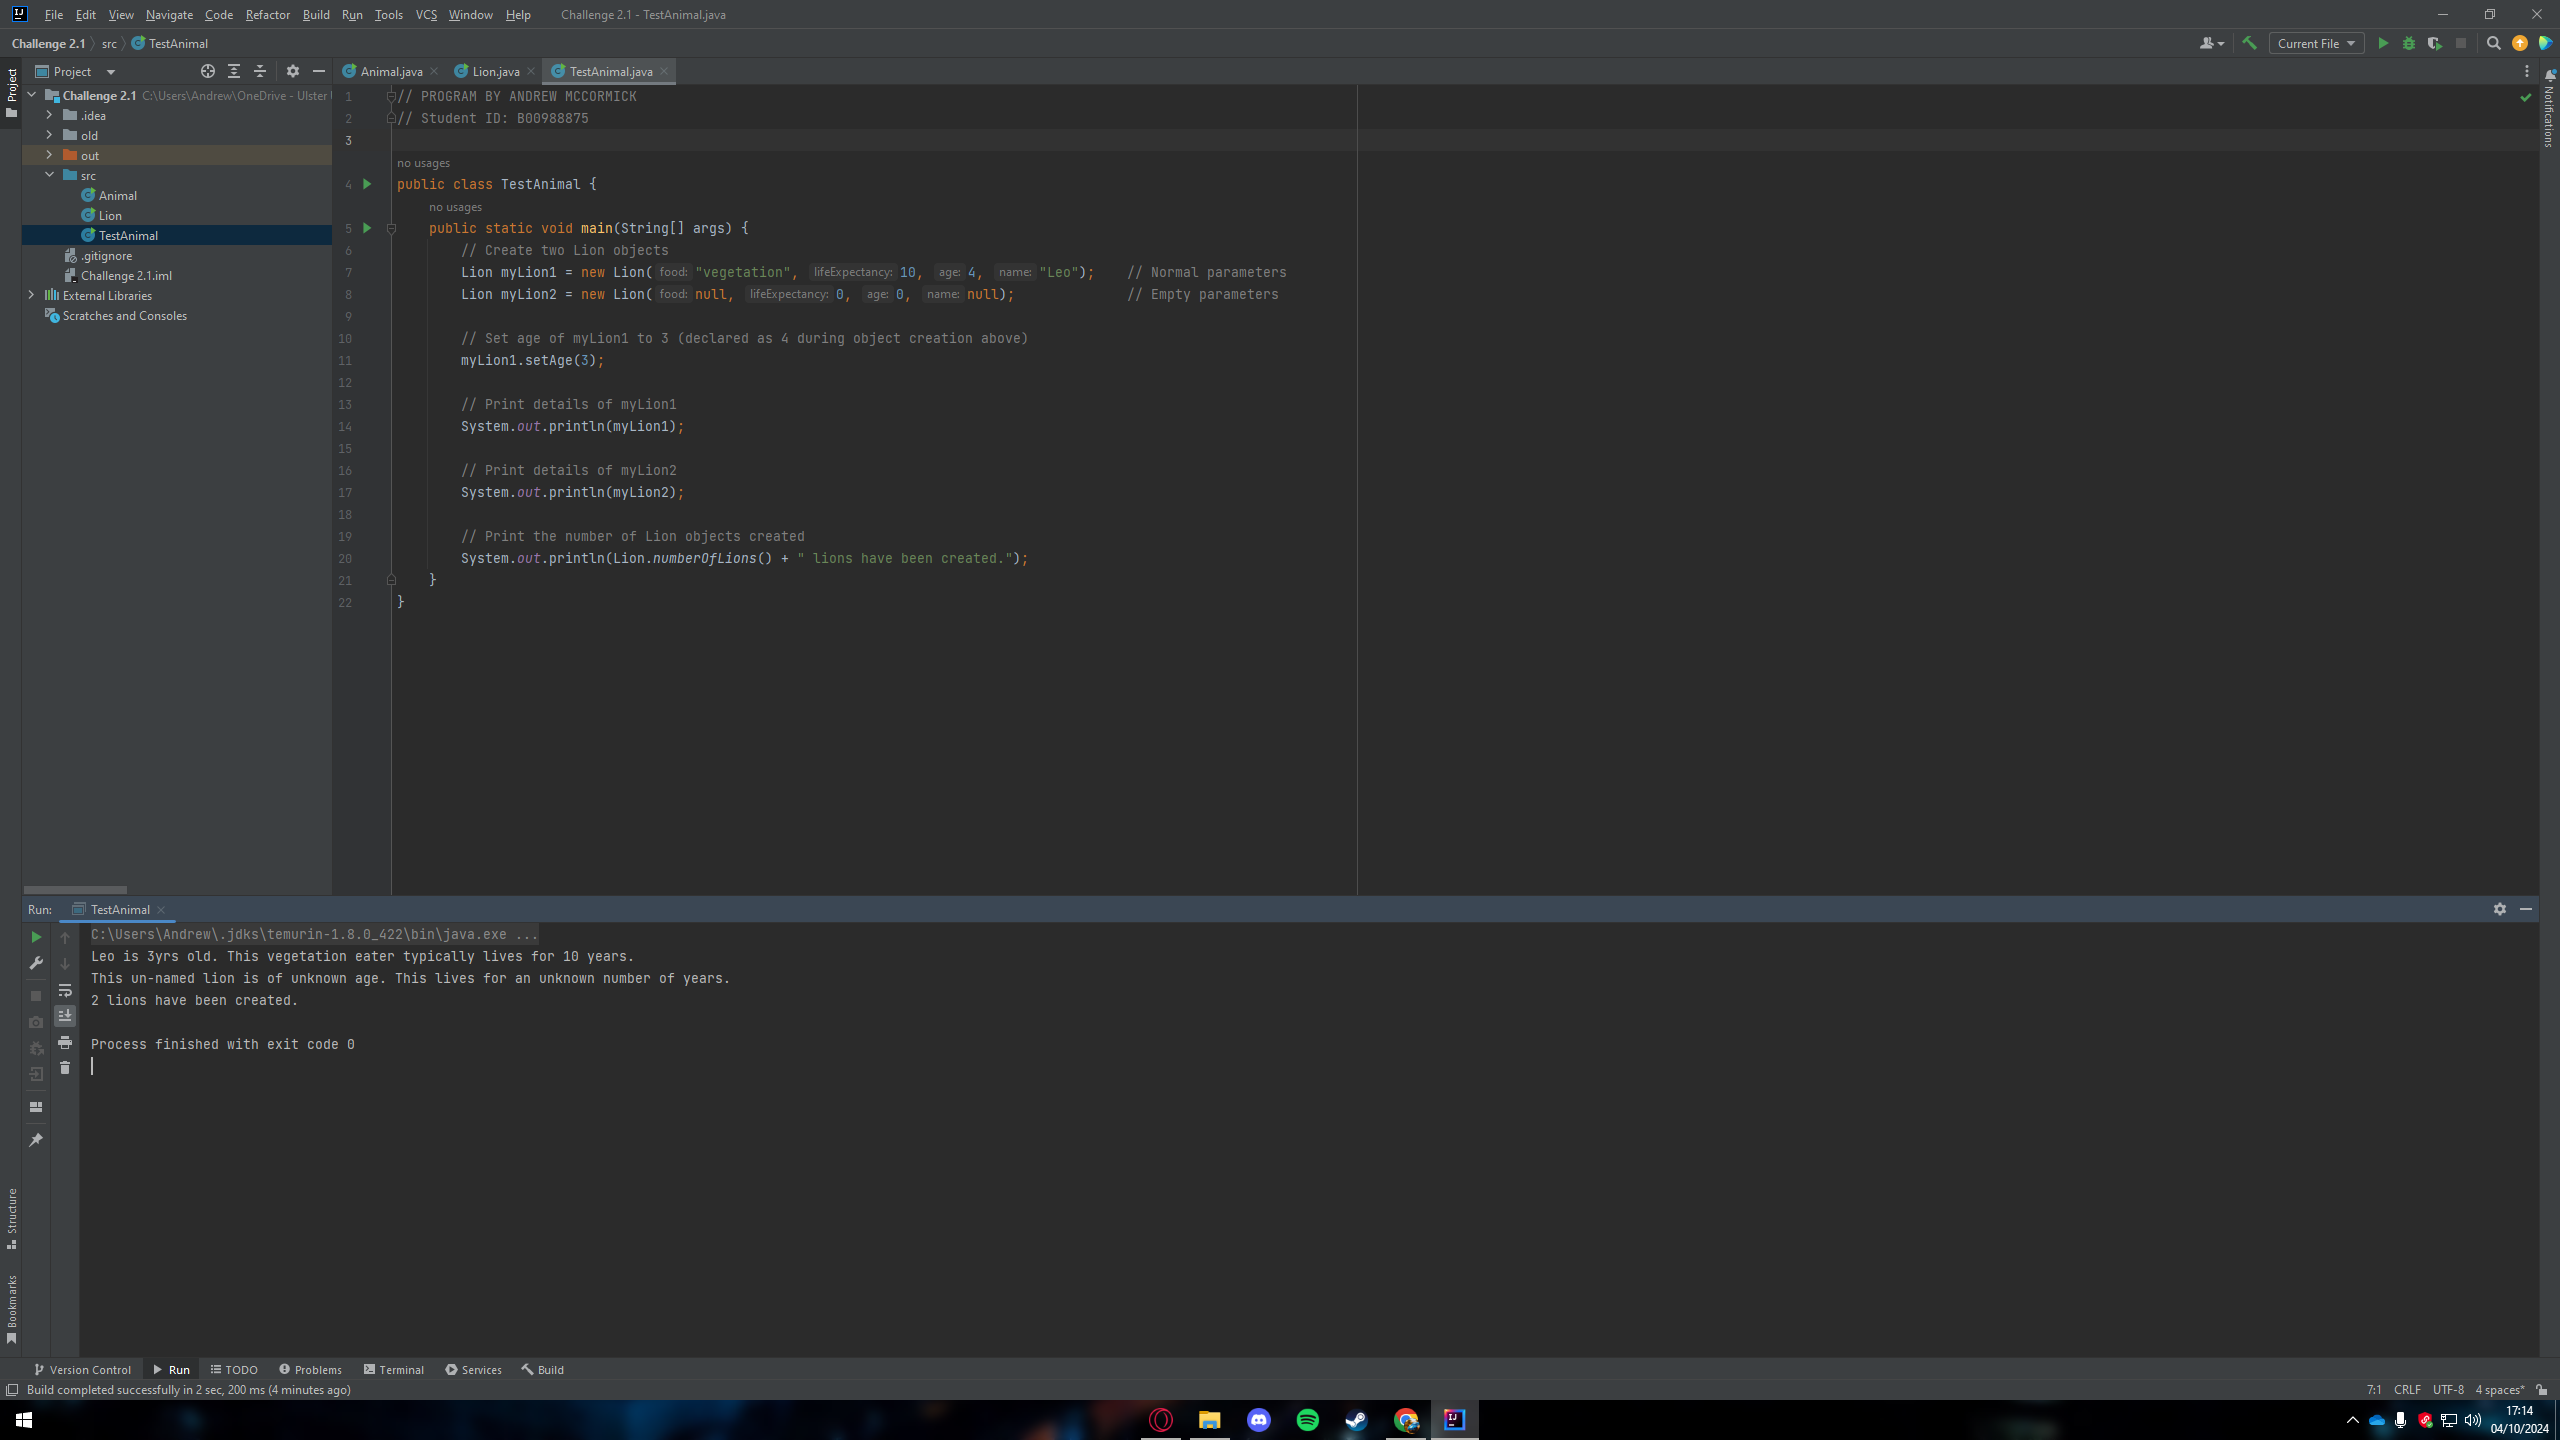 File Edit View Navigate Code Refactor Build Run Tools VCS Window Help Challenge 2.1 - TestAnimal.java
Challenge 2.1 src TestAnimal Current File
Project
Project
Animal.java Lion.java TestAnimal.java
Notifications
Challenge 2.1 C:\Users\Andrew\OneDrive - Ulster
.idea
old
out
src
Animal
Lion
TestAnimal
.gitignore
Challenge 2.1.iml
External Libraries
Scratches and Consoles
1 // PROGRAM BY ANDREW MCCORMICK
2 // Student ID: B00988875
3
no usages
4 public class TestAnimal {
no usages
5 public static void main(String[] args) {
6 // Create two Lion objects
7 Lion myLion1 = new Lion( food: "vegetation", lifeExpectancy: 10, age: 4, name: "Leo"); // Normal parameters
8 Lion myLion2 = new Lion( food: null, lifeExpectancy: 0, age: 0, name: null); // Empty parameters
9
10 // Set age of myLion1 to 3 (declared as 4 during object creation above)
11 myLion1.setAge(3);
12
13 // Print details of myLion1
14 System.out.println(myLion1);
15
16 // Print details of myLion2
17 System.out.println(myLion2);
18
19 // Print the number of Lion objects created
20 System.out.println(Lion.numberOfLions() + " lions have been created.");
21 }
22 }
Run: TestAnimal
C:\Users\Andrew\.jdks\temurin-1.8.0_422\bin\java.exe ...
Leo is 3yrs old. This vegetation eater typically lives for 10 years.
This un-named lion is of unknown age. This lives for an unknown number of years.
2 lions have been created.
Process finished with exit code 0
Structure
Bookmarks
Version Control Run TODO Problems Terminal Services Build
Build completed successfully in 2 sec, 200 ms (4 minutes ago) 7:1 CRLF UTF-8 4 spaces*
17:14
04/10/2024